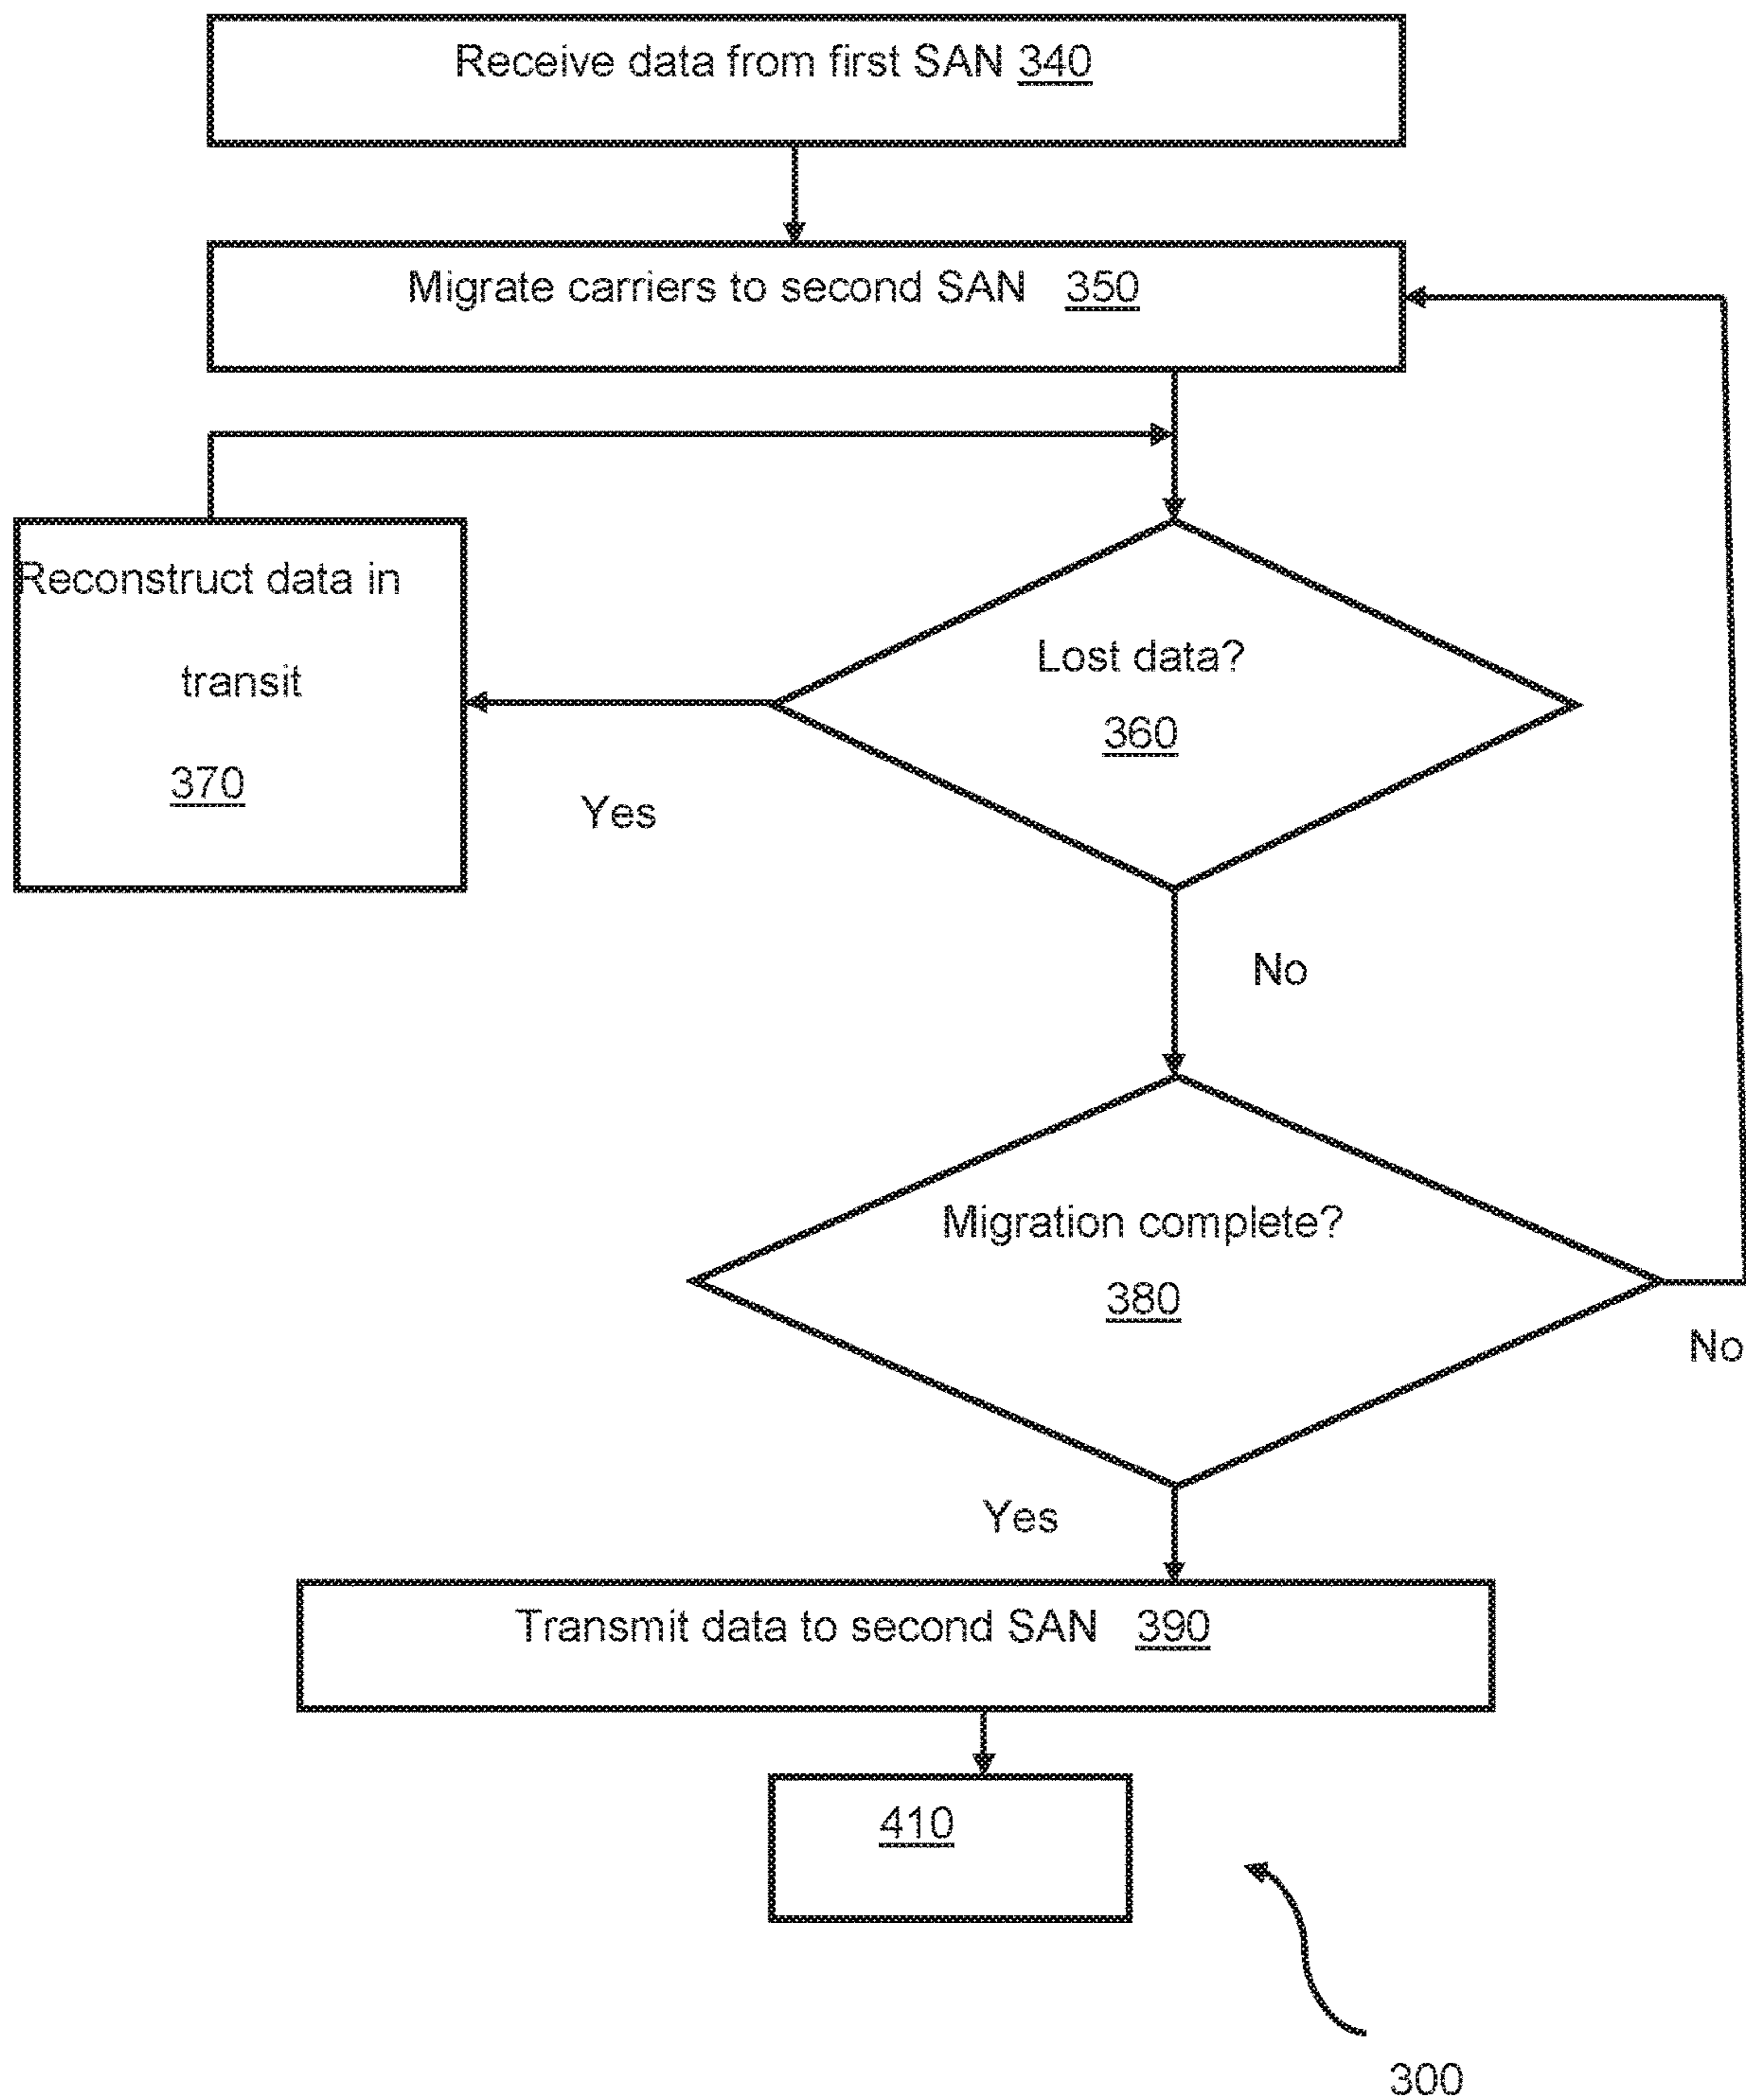 Receive data from first SAN 340
Migrate carriers to second SAN 350
Reconstruct data in
transit
370
Lost data?
360
Yes
No
Migration complete?
380
No
Yes
Transmit data to second SAN 390
410
300